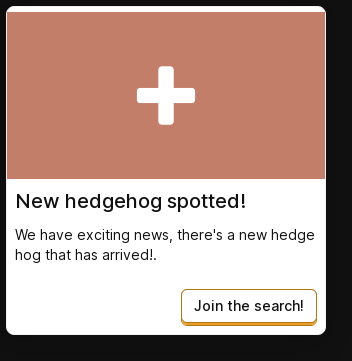 New hedgehog spotted!
We have exciting news, there's a new hedge
hog that has arrived!.
Join the search!